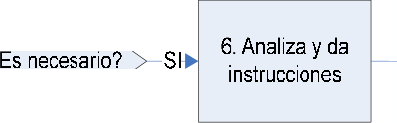 Es necesario?
SI
6. Analiza y da
instrucciones